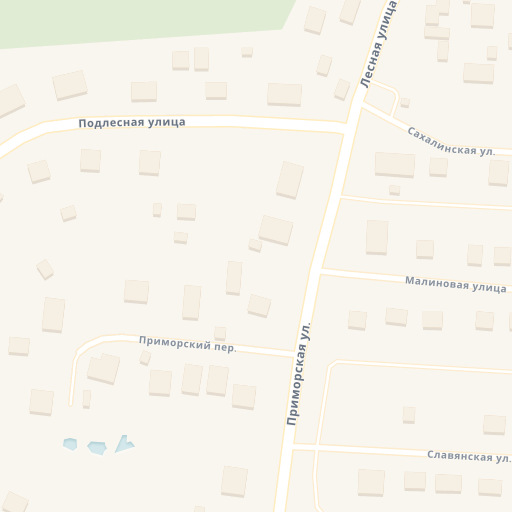 Лесная улица
Подлесная улица
Сахалинская ул.
Малиновая улица
Приморский пер.
Приморская ул.
Славянская ул.